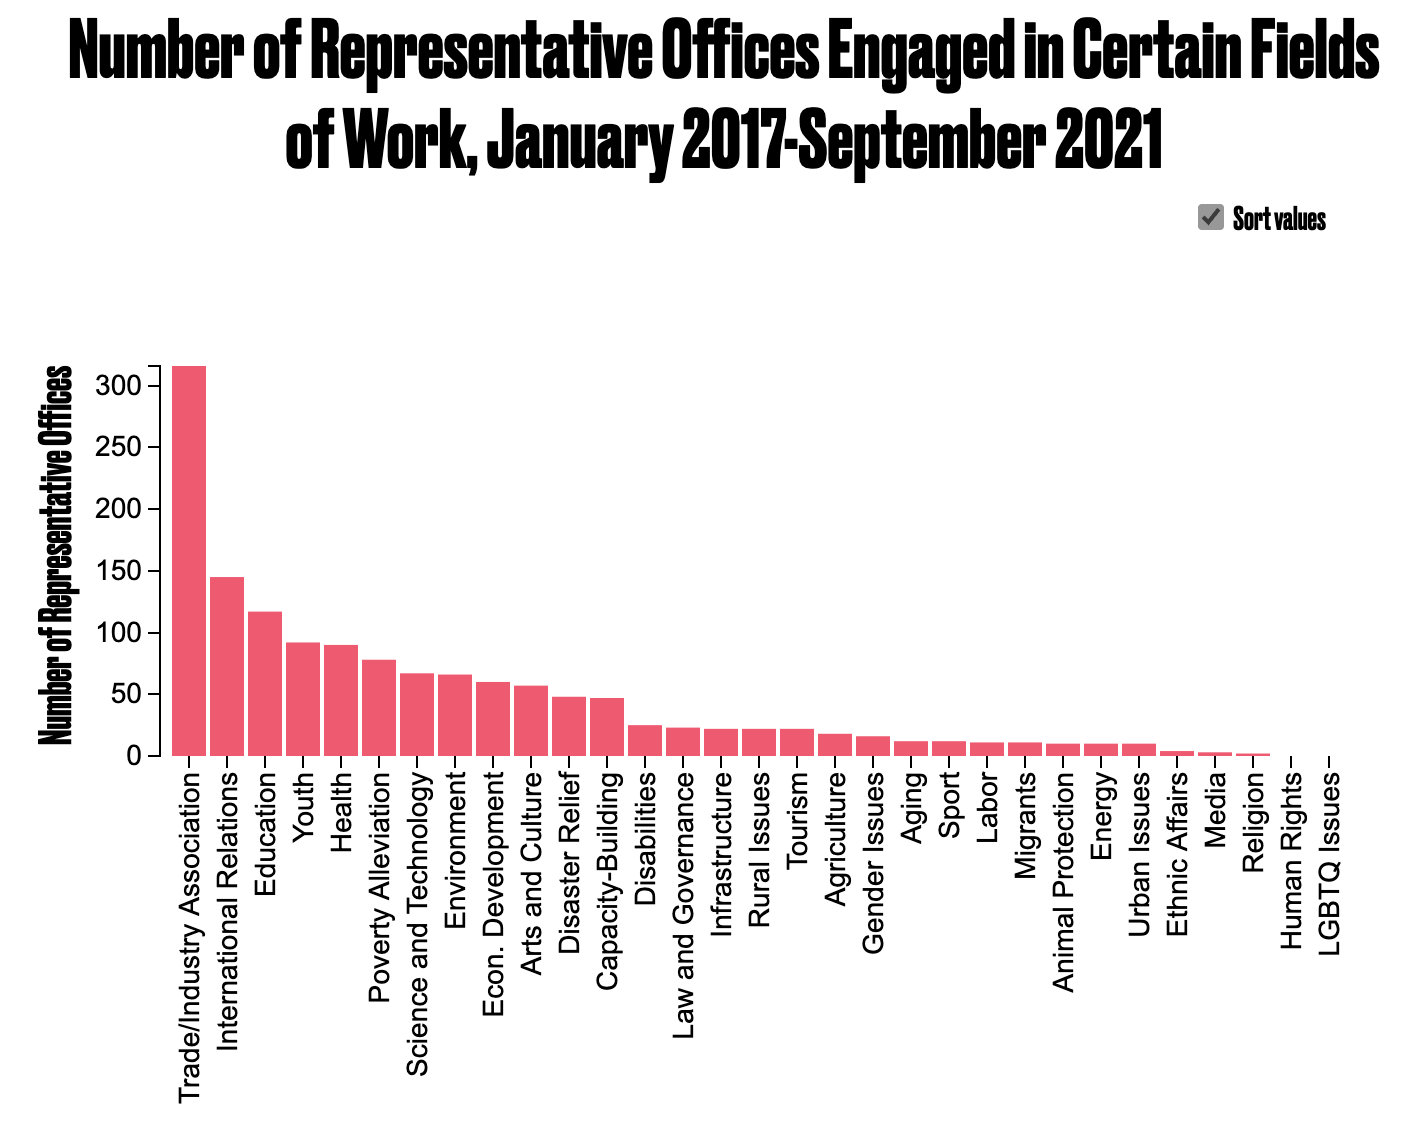 Number of Representative Offices Engaged in Certain Fields
of Work, January 2017-September 2021
Sort values
Number of Representative Offices
300
250
200
150
100
50
0
Trade/Industry Association
International Relations
Education
Youth
Health
Poverty Alleviation
Science and Technology
Environment
Econ. Development
Arts and Culture
Disaster Relief
Capacity-Building
Disabilities
Law and Governance
Infrastructure
Rural Issues
Tourism
Agriculture
Gender Issues
Aging
Sport
Labor
Migrants
Animal Protection
Energy
Urban Issues
Ethnic Affairs
Media
Religion
Human Rights
LGBTQ Issues